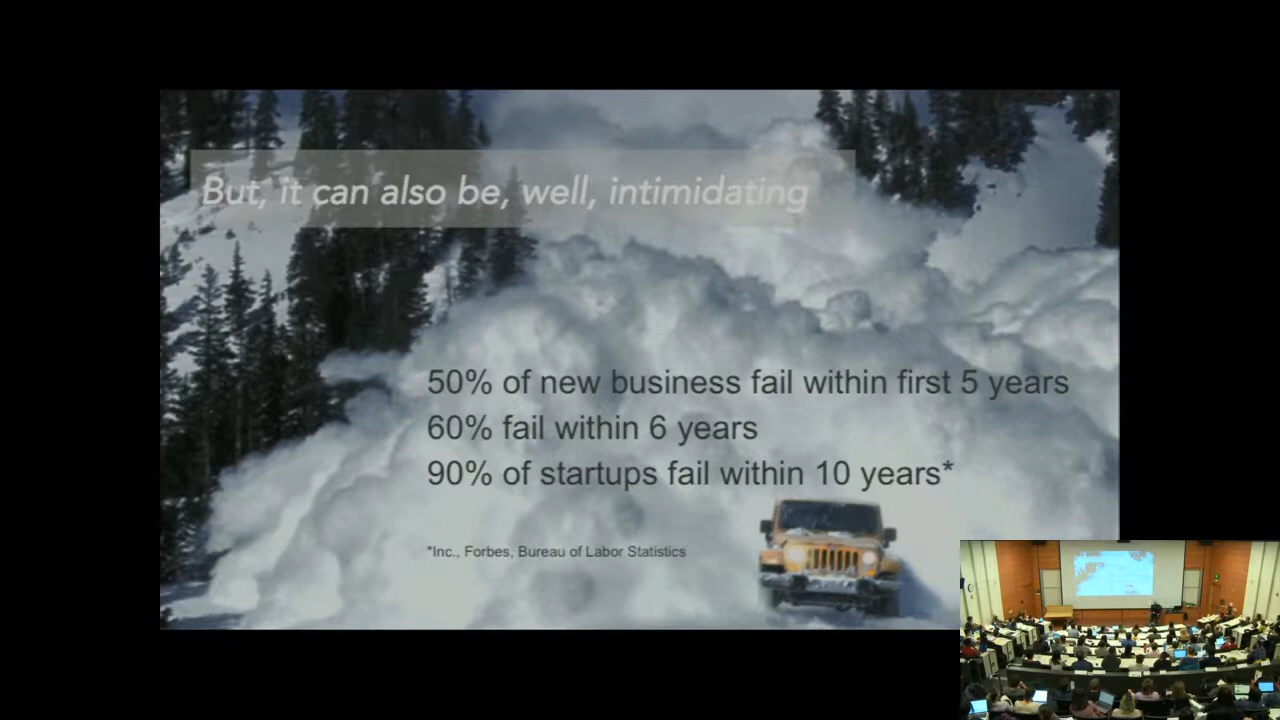 But, it can also be, well, intimidating
50% of new business fail within first 5 years
60% fail within 6 years
90% of startups fail within 10 years*
*Inc., Forbes, Bureau of Labor Statistics